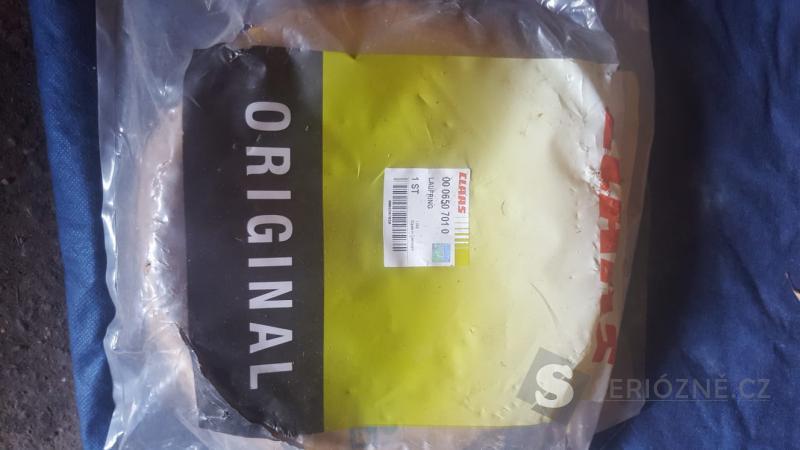 ORIGINAL
CLAAS
CLAAS
00 0650 701 0
LAUFRING
1 ST
SERIÓZNĚ.CZ